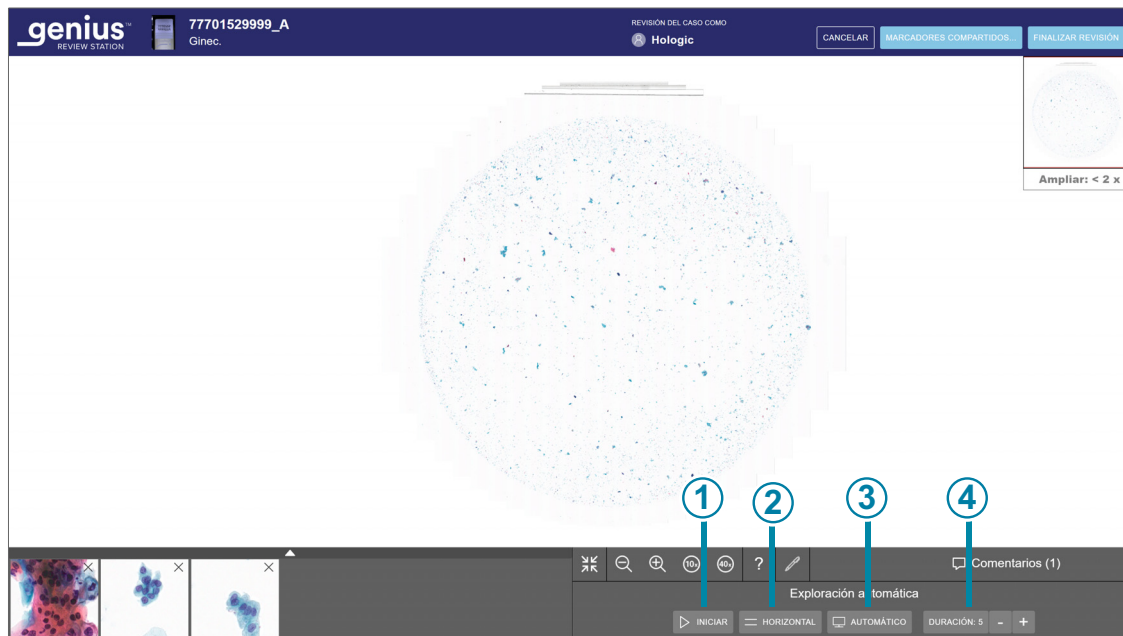 genius™
REVIEW STATION
77701529999_A
Ginec.
REVISIÓN DEL CASO COMO
Hologic
CANCELAR
MARCADORES COMPARTIDOS...
FINALIZAR REVISIÓN
Ampliar: < 2 x
1
2
3
4
10x
40x
?
Comentarios (1)
Exploración automática
INICIAR
HORIZONTAL
AUTOMÁTICO
DURACIÓN: 5
-
+